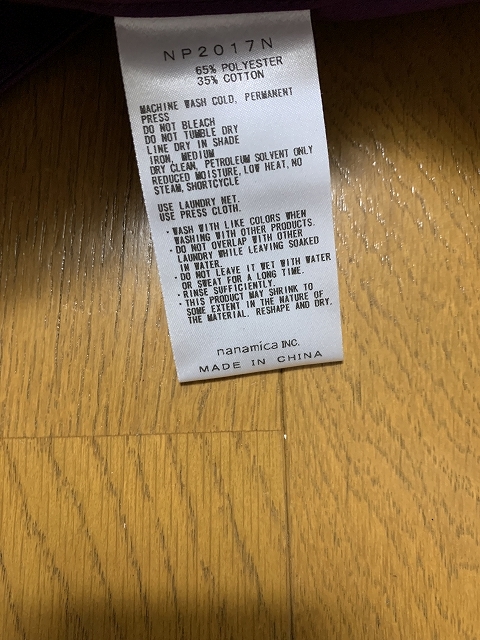 NP2017N
65% POLYESTER
35% COTTON
MACHINE WASH COLD, PERMANENT
PRESS
DO NOT BLEACH
DO NOT TUMBLE DRY
LINE DRY IN SHADE
IRON, MEDIUM
DRY CLEAN, PETROLEUM SOLVENT ONLY
REDUCED MOISTURE, LOW HEAT, NO
STEAM, SHORTCYCLE
USE LAUNDRY NET.
USE PRESS CLOTH.
・WASH WITH LIKE COLORS WHEN
WASHING WITH OTHER PRODUCTS.
・DO NOT OVERLAP WITH OTHER
LAUNDRY WHILE LEAVING SOAKED
IN WATER.
・DO NOT LEAVE IT WET WITH WATER
OR SWEAT FOR A LONG TIME.
・RINSE SUFFICIENTLY.
・THIS PRODUCT MAY SHRINK TO
SOME EXTENT IN THE NATURE OF
THE MATERIAL. RESHAPE AND DRY.
nanamica INC.
MADE IN CHINA